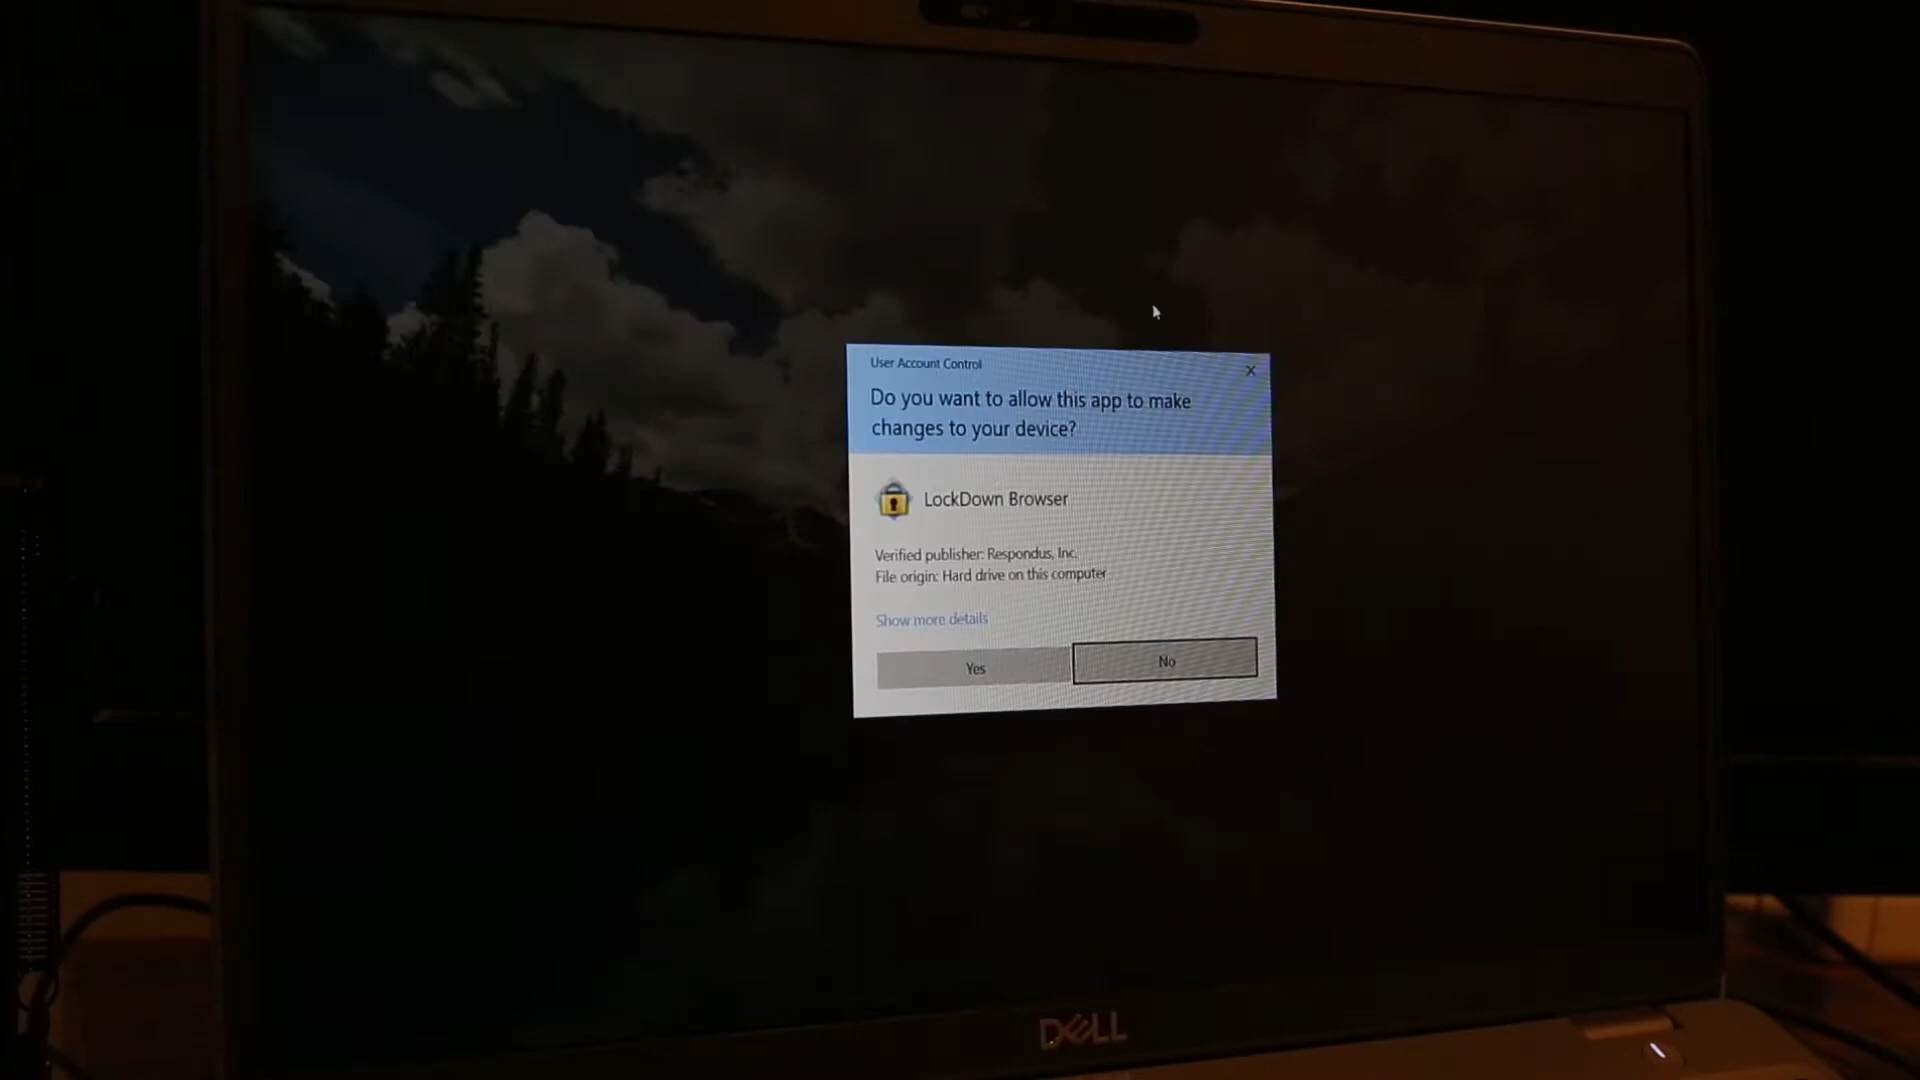 User Account Control
Do you want to allow this app to make
changes to your device?
LockDown Browser
Verified publisher: Respondus, Inc.
File origin: Hard drive on this computer
Show more details
Yes
No
DELL